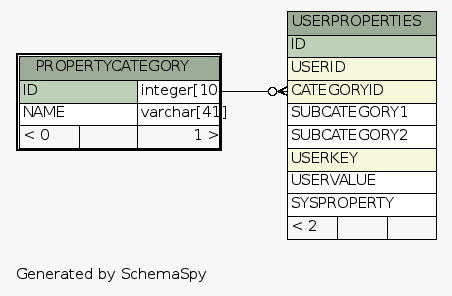 PROPERTYCATEGORY
ID integer[10
NAME varchar[41]
< 0 1 >
USERPROPERTIES
ID
USERID
CATEGORYID
SUBCATEGORY1
SUBCATEGORY2
USERKEY
USERVALUE
SYSPROPERTY
< 2
Generated by SchemaSpy